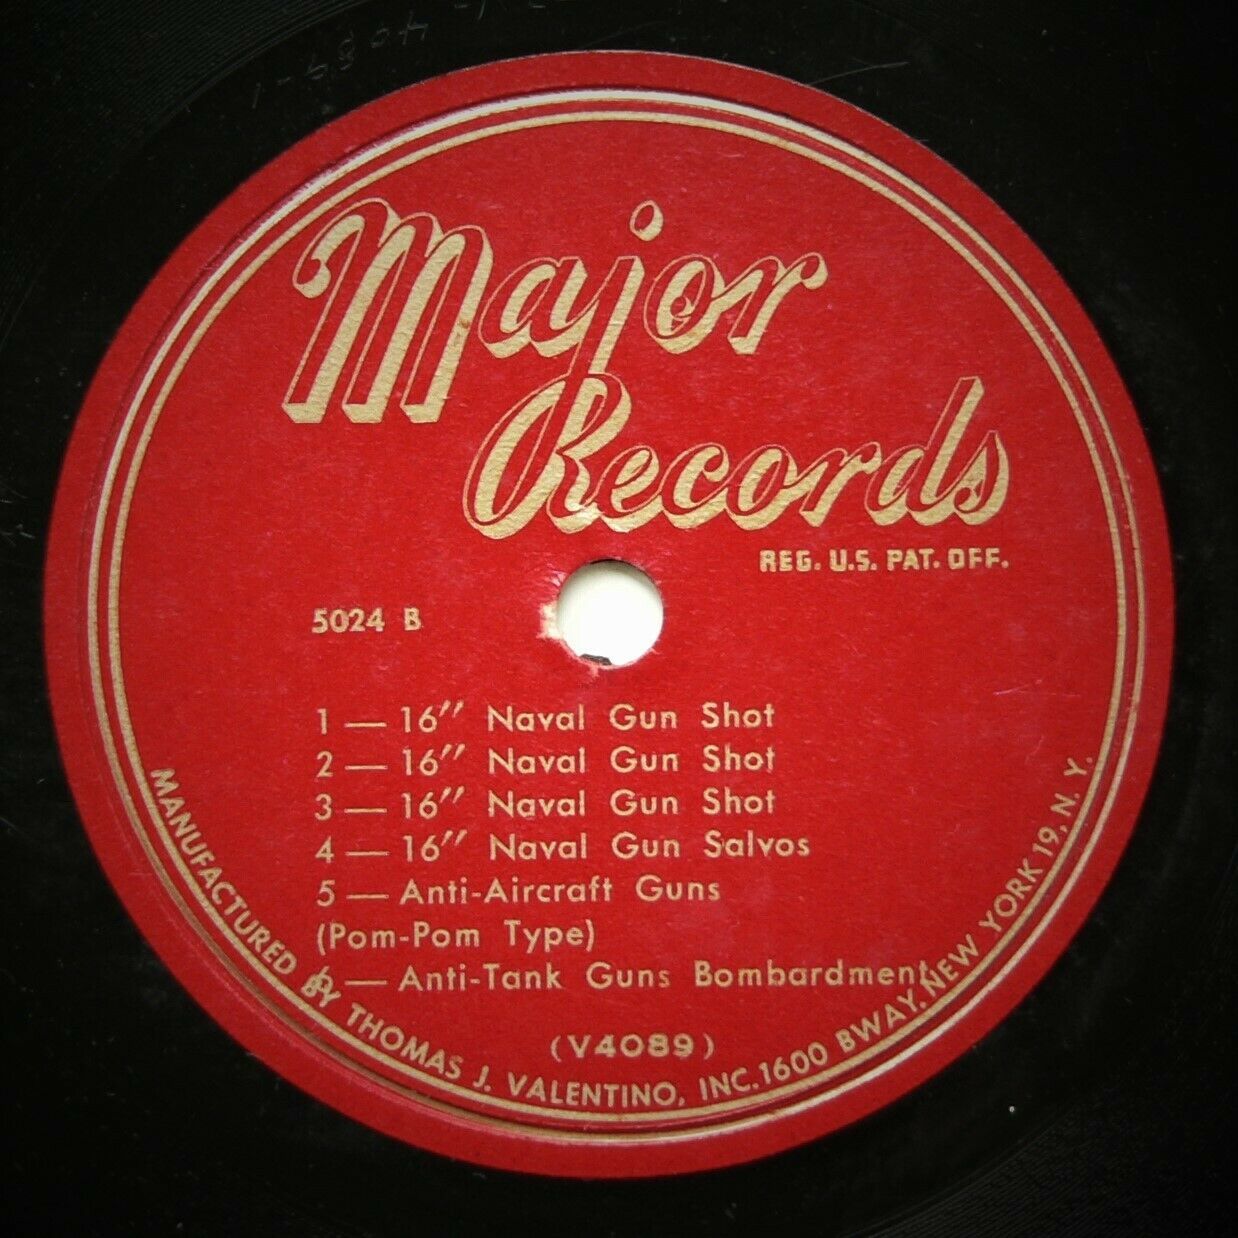 Major
Records
REG. U.S. PAT. OFF.
5024 B
1 — 16" Naval Gun Shot
2 — 16" Naval Gun Shot
3 — 16" Naval Gun Shot
4 — 16" Naval Gun Salvos
5 — Anti-Aircraft Guns
(Pom-Pom Type)
6 — Anti-Tank Guns Bombardment
(V4089)
MANUFACTURED BY THOMAS J. VALENTINO, INC. 1600 BWAY. NEW YORK 19, N. Y.